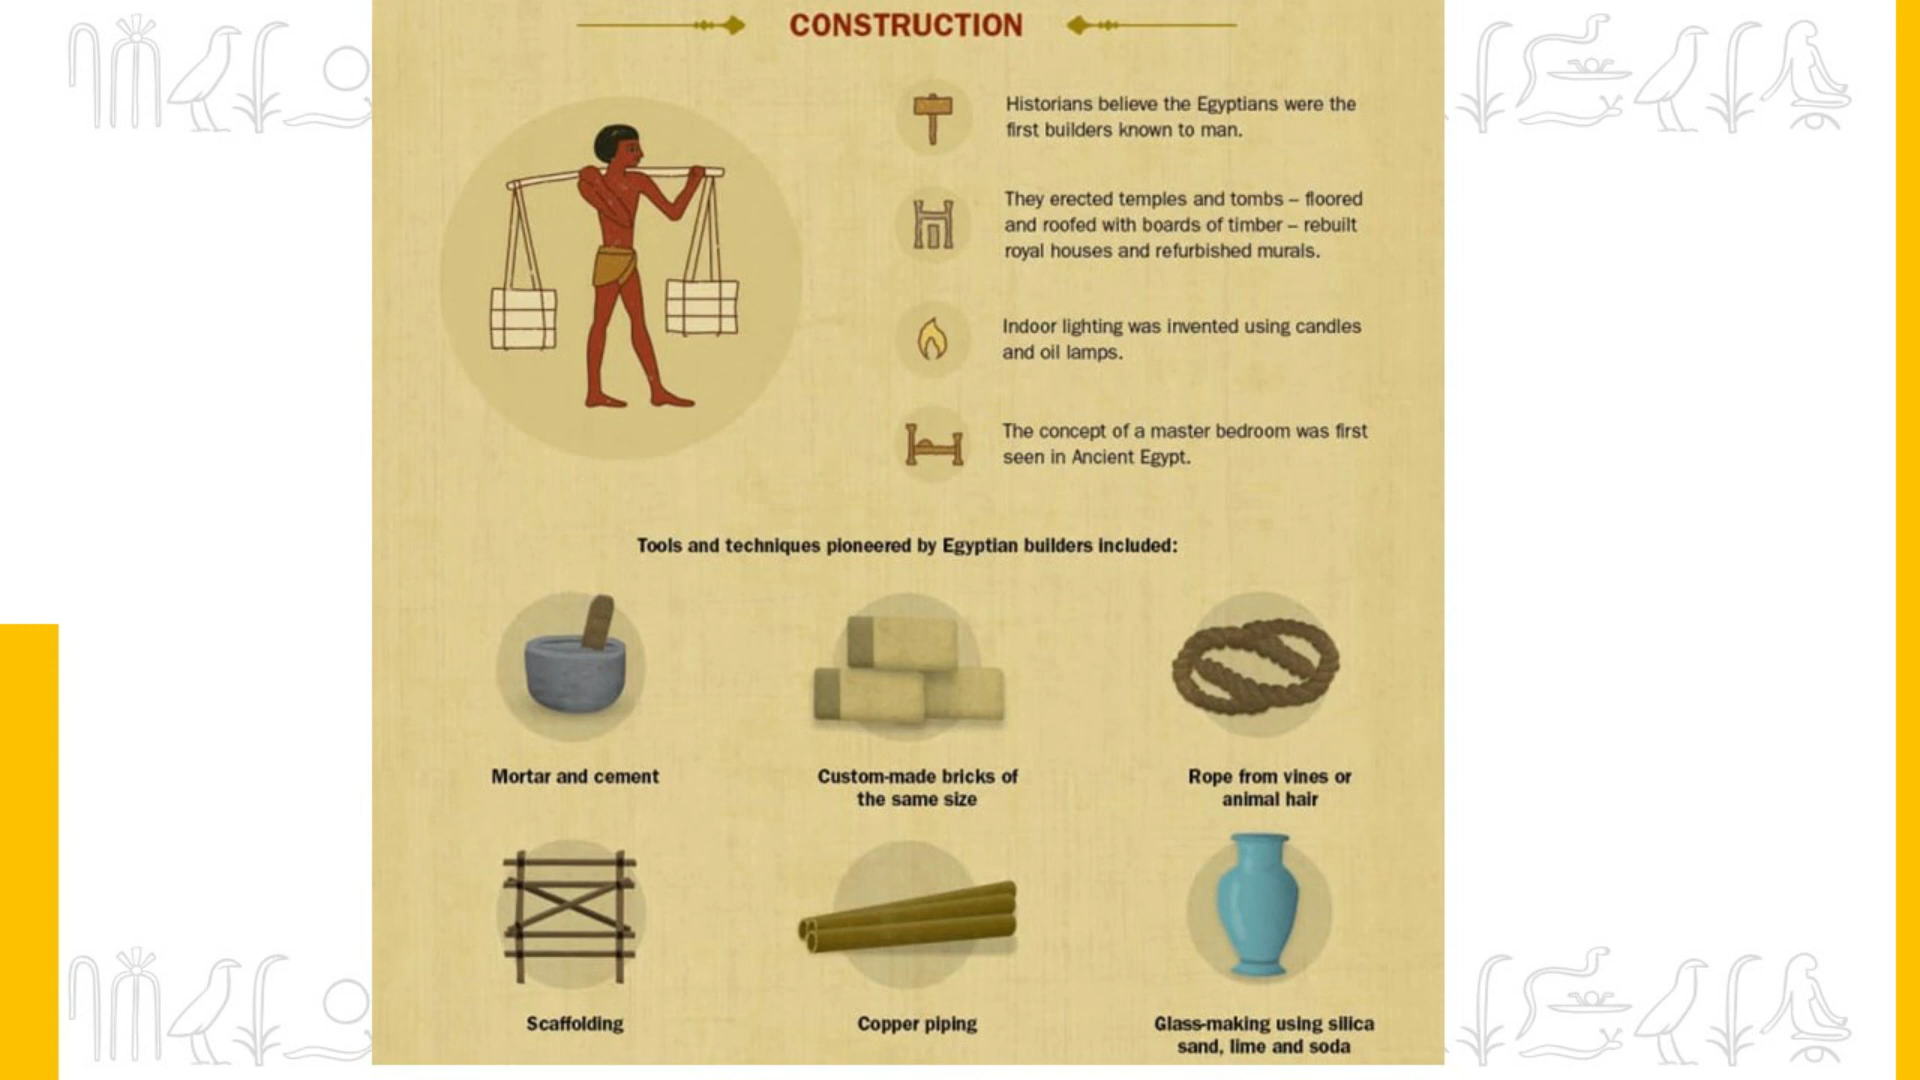 CONSTRUCTION
Historians believe the Egyptians were the
first builders known to man.
They erected temples and tombs – floored
and roofed with boards of timber – rebuilt
royal houses and refurbished murals.
Indoor lighting was invented using candles
and oil lamps.
The concept of a master bedroom was first
seen in Ancient Egypt.
Tools and techniques pioneered by Egyptian builders included:
Mortar and cement
Custom-made bricks of
the same size
Rope from vines or
animal hair
Scaffolding
Copper piping
Glass-making using silica
sand, lime and soda